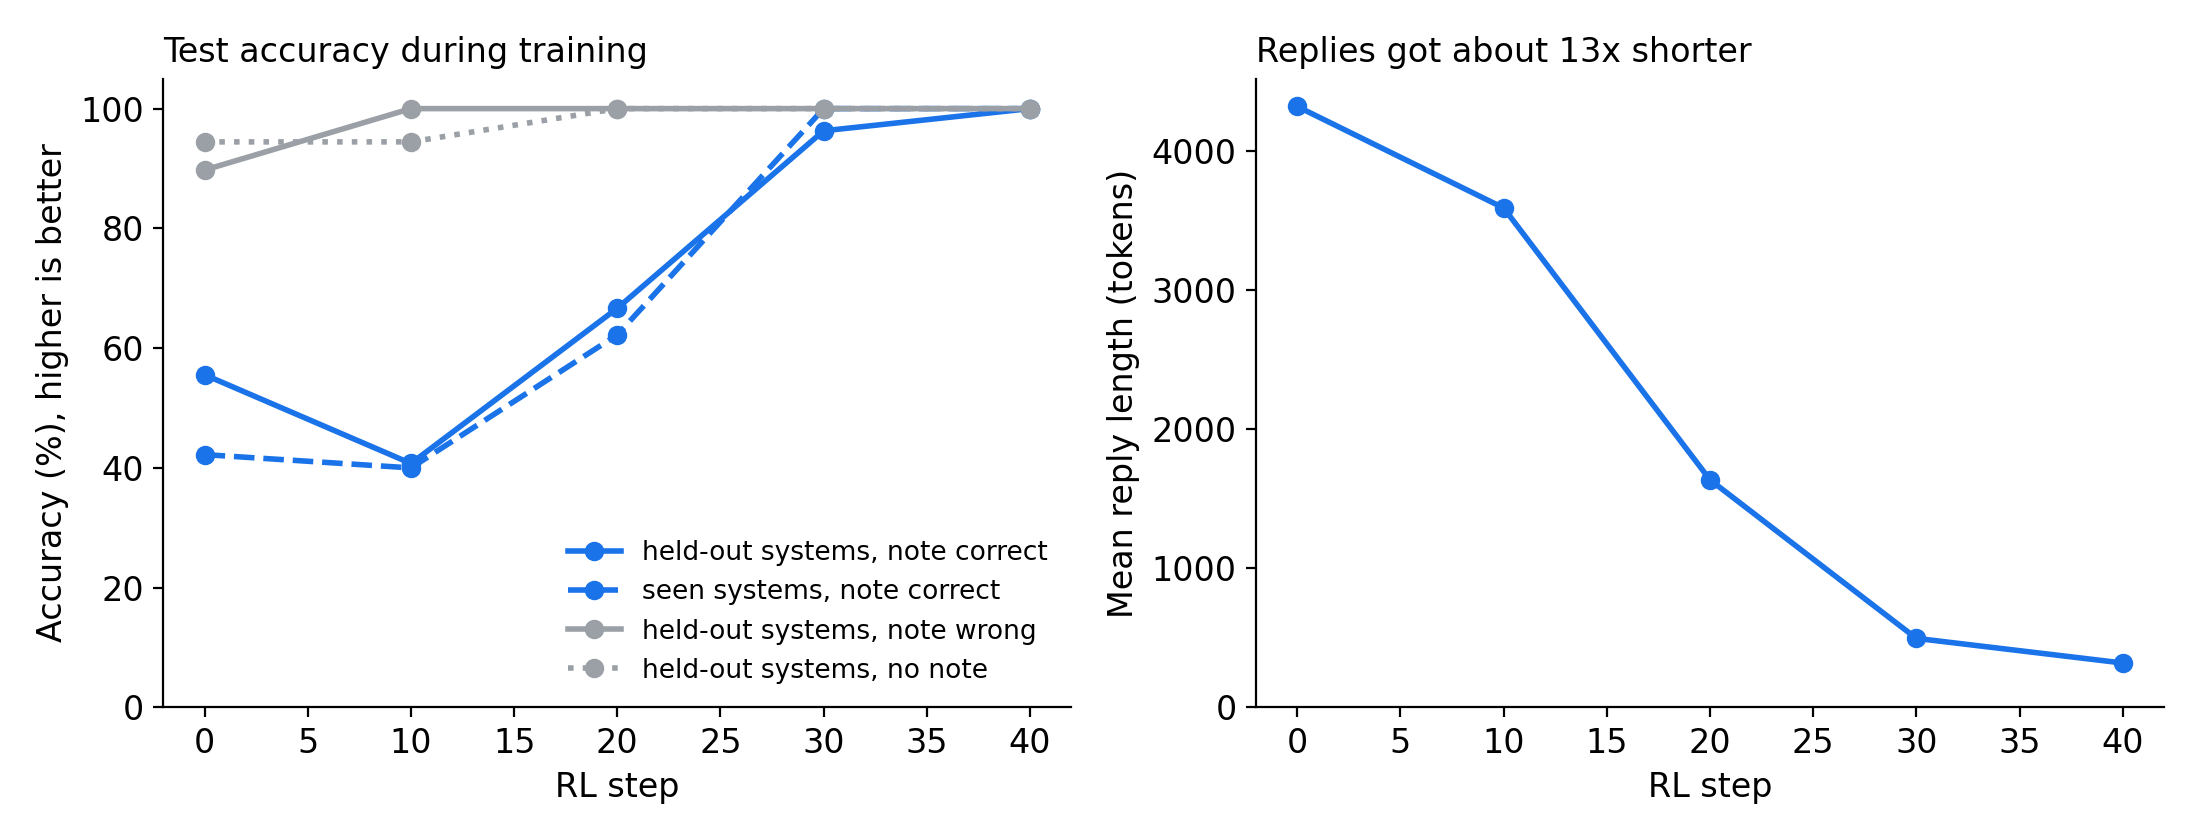 Test accuracy during training
Accuracy (%), higher is better
100
80
60
40
20
0
held-out systems, note correct
seen systems, note correct
held-out systems, note wrong
held-out systems, no note
0 5 10 15 20 25 30 35 40
RL step
Replies got about 13x shorter
Mean reply length (tokens)
4000
3000
2000
1000
0
0 5 10 15 20 25 30 35 40
RL step